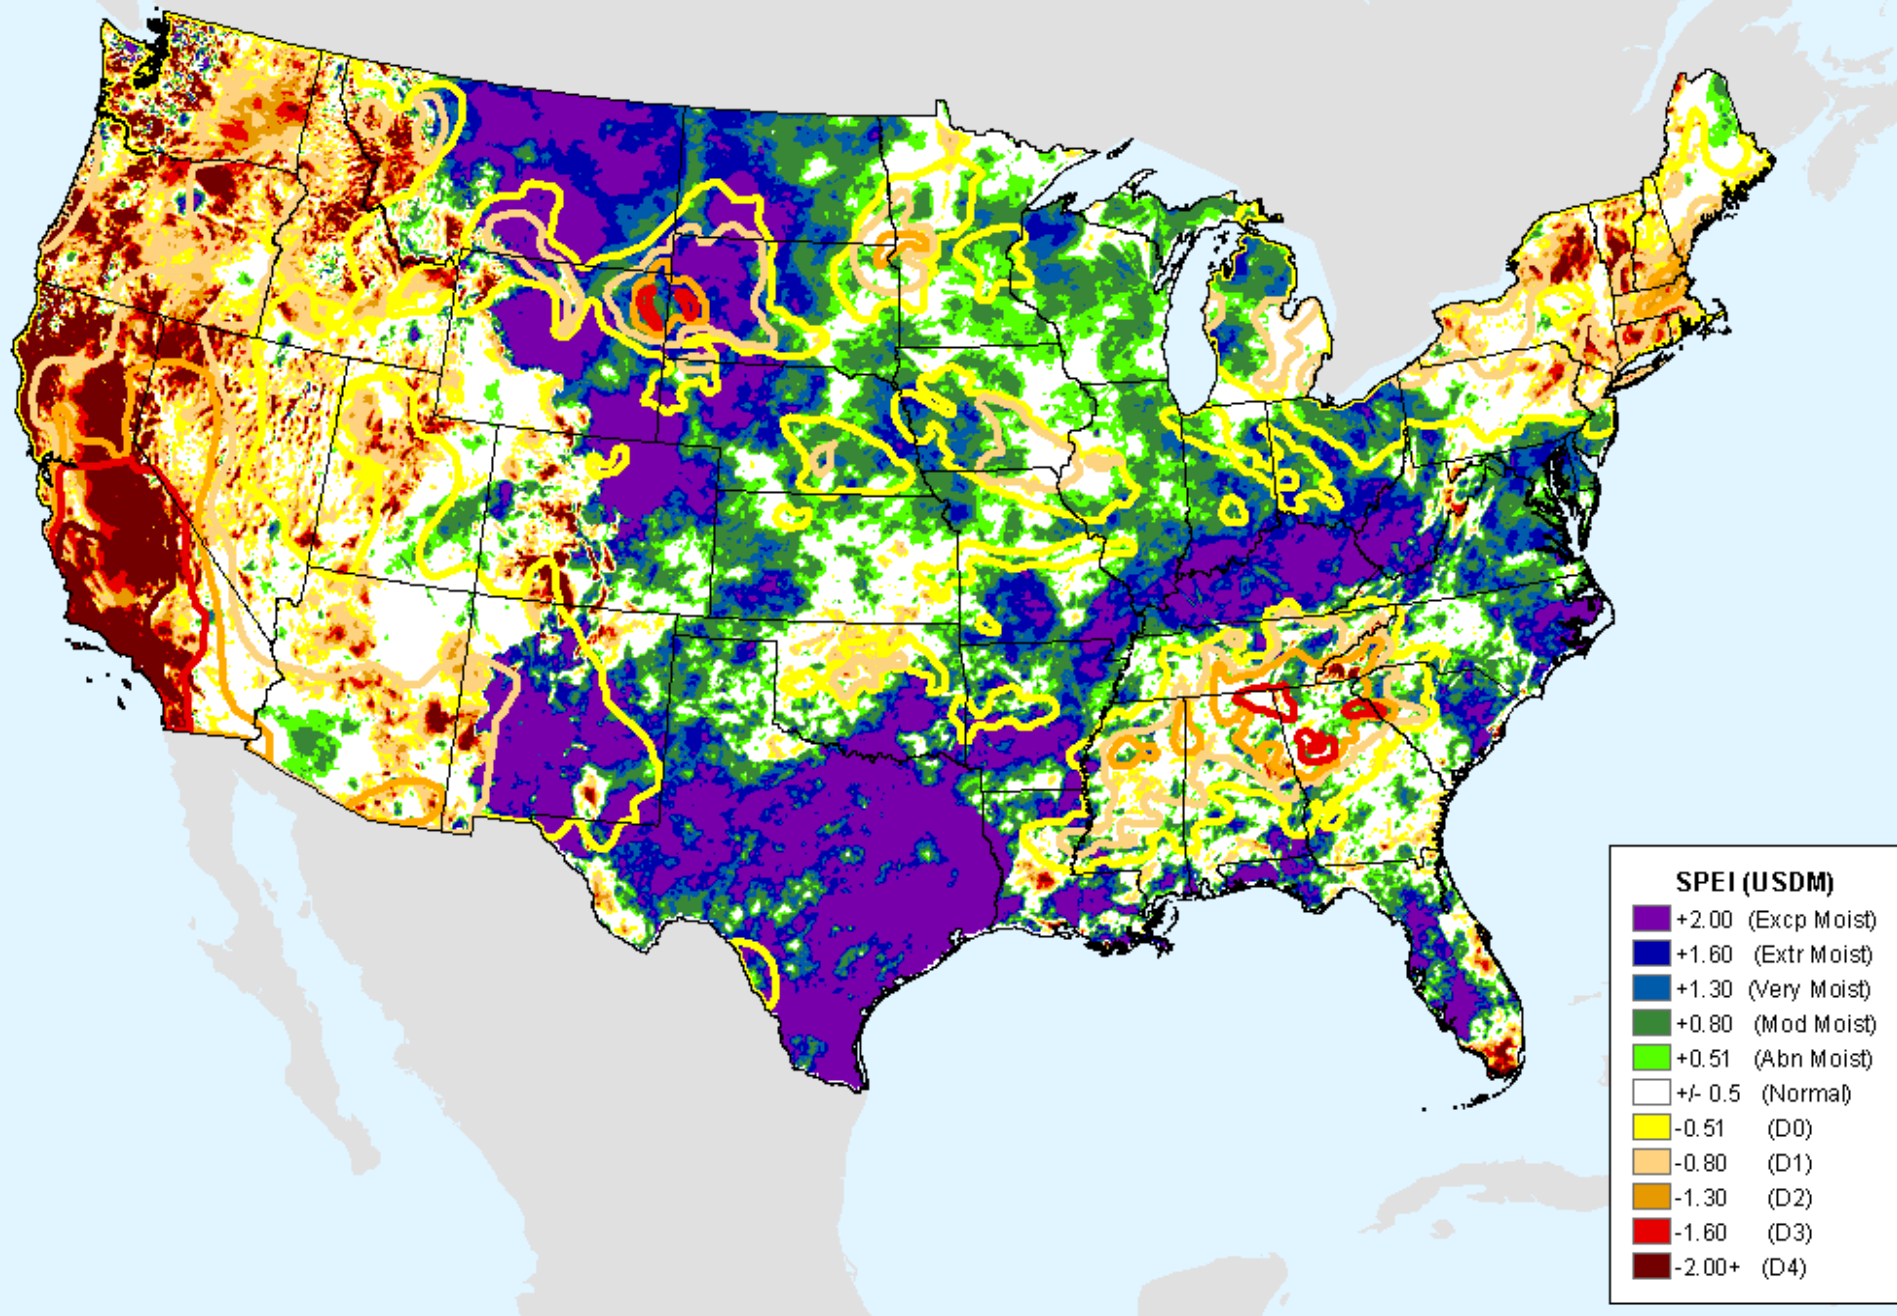 SPEI (USDM)
+2.00 (Excp Moist)
+1.60 (Extr Moist)
+1.30 (Very Moist)
+0.80 (Mod Moist)
+0.51 (Abn Moist)
+/- 0.5 (Normal)
-0.51 (D0)
-0.80 (D1)
-1.30 (D2)
-1.60 (D3)
-2.00+ (D4)